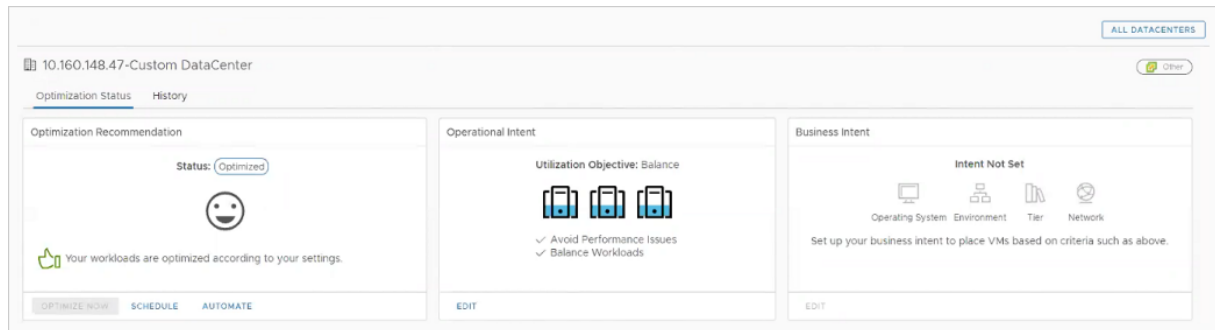 ALL DATACENTERS
10.160.148.47-Custom DataCenter
Other
Optimization Status History
Optimization Recommendation
Status: Optimized
Your workloads are optimized according to your settings.
OPTIMIZE NOW SCHEDULE AUTOMATE
Operational Intent
Utilization Objective: Balance
Avoid Performance Issues
Balance Workloads
EDIT
Business Intent
Intent Not Set
Operating System Environment Tier Network
Set up your business intent to place VMs based on criteria such as above.
EDIT